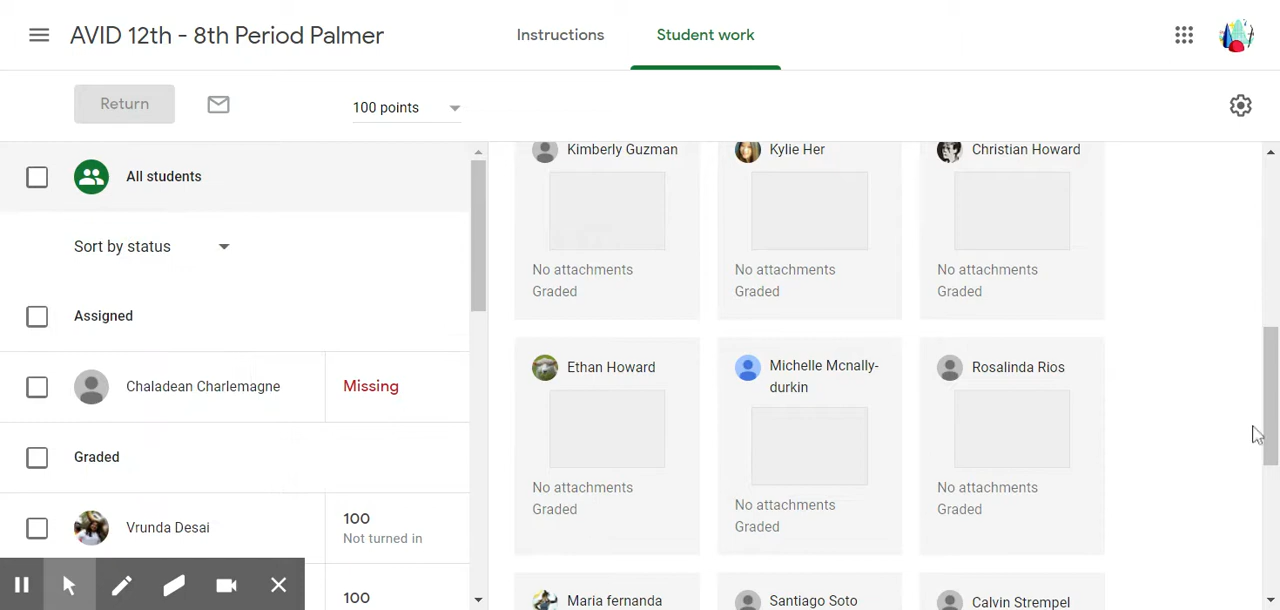 AVID 12th - 8th Period Palmer
Instructions
Student work
Return
100 points
All students
Sort by status
Assigned
Chaladean Charlemagne
Missing
Graded
Vrunda Desai
100
Not turned in
100
Kimberly Guzman
No attachments
Graded
Kylie Her
No attachments
Graded
Christian Howard
No attachments
Graded
Ethan Howard
No attachments
Graded
Michelle Mcnally-
durkin
No attachments
Graded
Rosalinda Rios
No attachments
Graded
Maria fernanda
Santiago Soto
Calvin Strempel